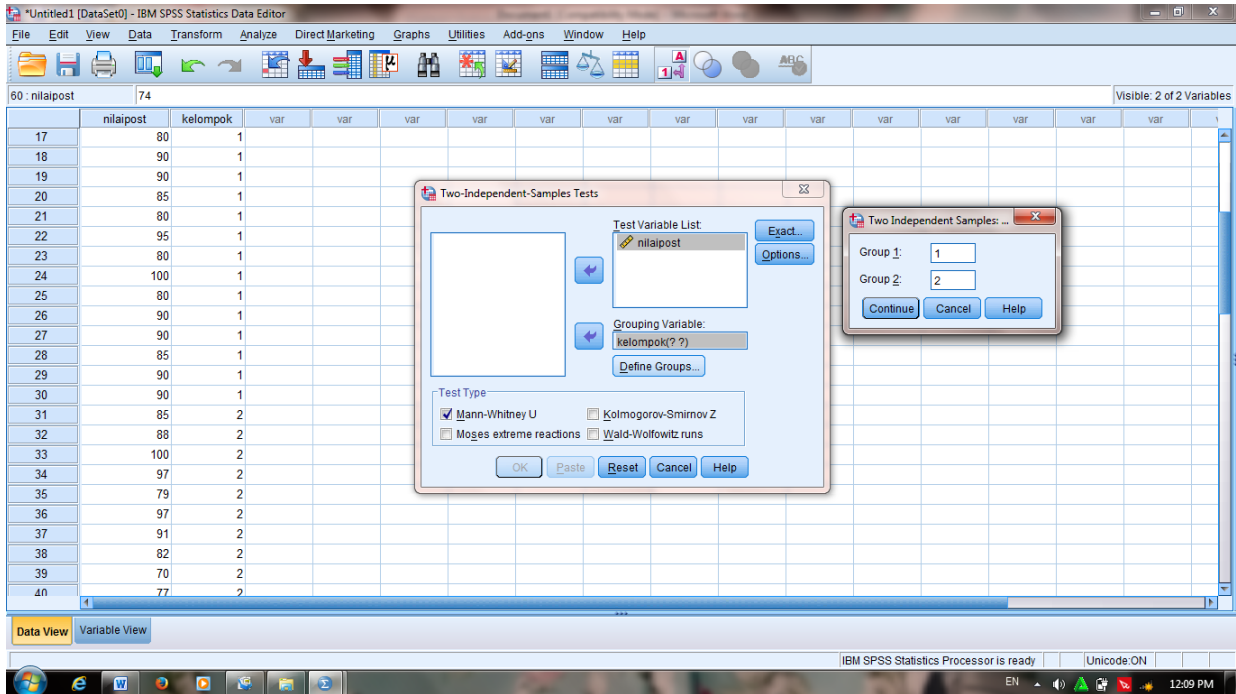 *Untitled1 [DataSet0] - IBM SPSS Statistics Data Editor
File Edit View Data Transform Analyze Direct Marketing Graphs Utilities Add-ons Window Help
60 : nilaipost 74 Visible: 2 of 2 Variables
nilaipost kelompok var var var var var var var var var var var var var var
17 80 1
18 90 1
19 90 1
20 85 1
21 80 1
22 95 1
23 80 1
24 100 1
25 80 1
26 90 1
27 90 1
28 85 1
29 90 1
30 90 1
31 85 2
32 88 2
33 100 2
34 97 2
35 79 2
36 97 2
37 91 2
38 82 2
39 70 2
40 77 2
Two-Independent-Samples Tests
Test Variable List:
nilaipost
Exact...
Options...
Grouping Variable:
kelompok(? ?)
Define Groups...
Test Type
Mann-Whitney U Kolmogorov-Smirnov Z
Moses extreme reactions Wald-Wolfowitz runs
OK Paste Reset Cancel Help
Two Independent Samples: ...
Group 1: 1
Group 2: 2
Continue Cancel Help
Data View Variable View
IBM SPSS Statistics Processor is ready Unicode:ON
EN 12:09 PM